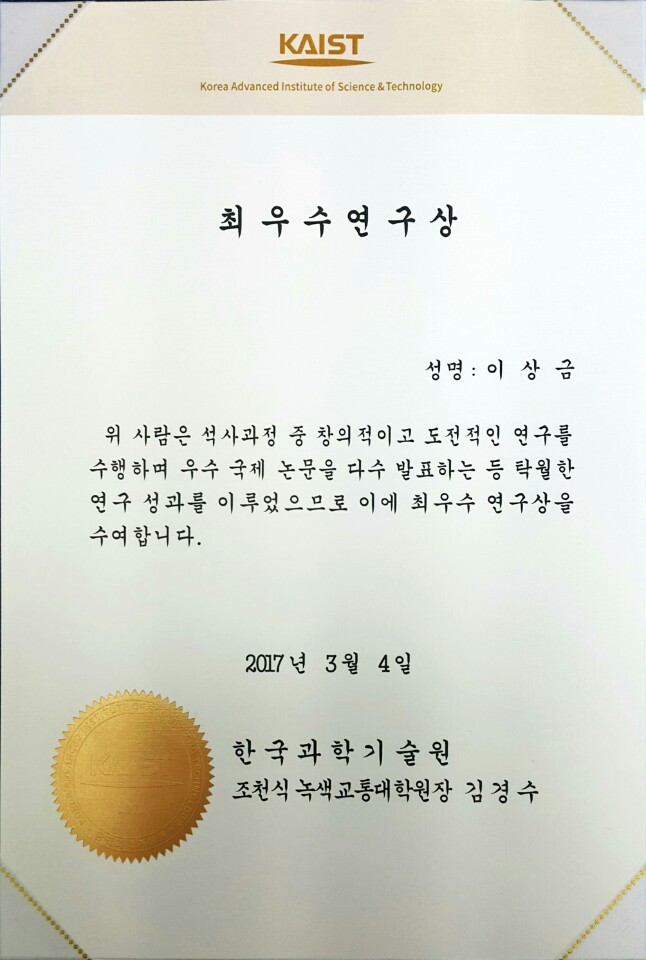 KAIST
Korea Advanced Institute of Science & Technology
최우수연구상
성명 : 이 상 금
위 사람은 석사과정 중 창의적이고 도전적인 연구를
수행하며 우수 국제 논문을 다수 발표하는 등 탁월한
연구 성과를 이루었으므로 이에 최우수 연구상을
수여합니다.
2017년 3월 4일
한국과학기술원
조천식녹색교통대학원장 김경수
KAIST